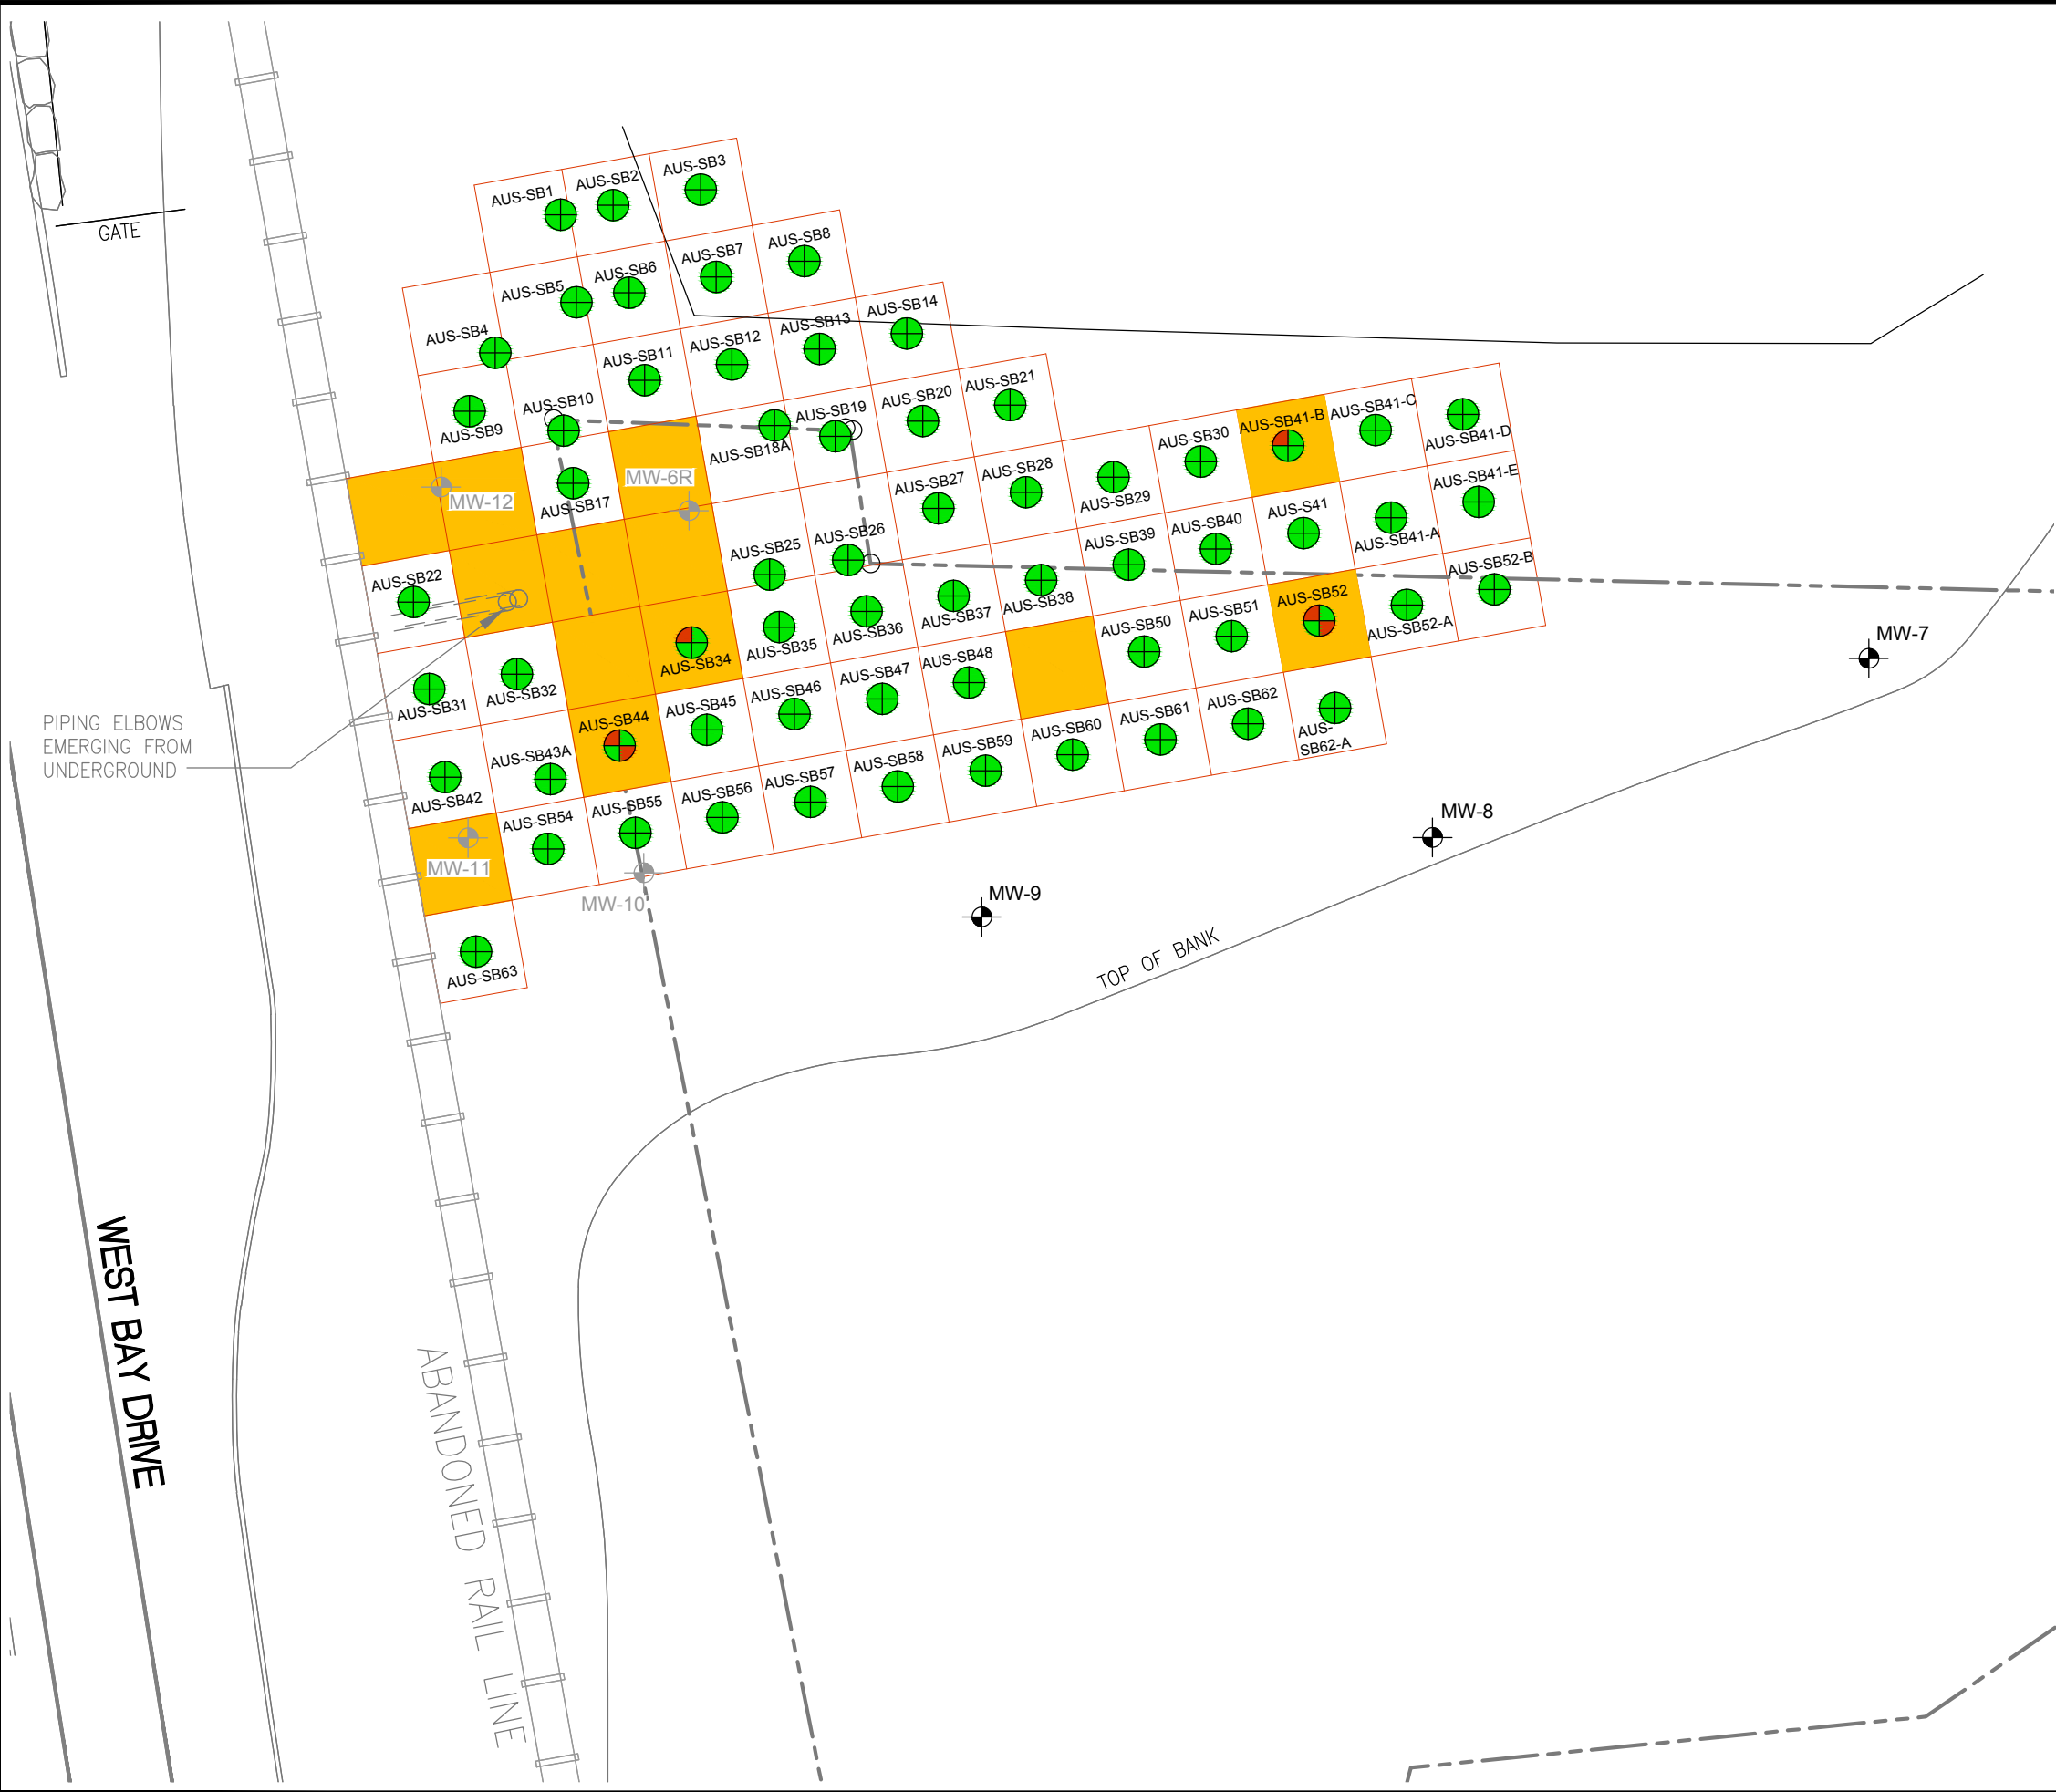 AUS-SB3
AUS-SB2
AUS-SB1
GATE
AUS-SB8
AUS-SB7
AUS-SB6
AUS-SB5
AUS-SB4
AUS-SB14
AUS-SB13
AUS-SB12
AUS-SB11
AUS-SB10
AUS-SB9
AUS-SB21
AUS-SB20
AUS-SB19
AUS-SB18A
MW-6R
AUS-SB17
MW-12
AUS-SB41-D
AUS-SB41-C
AUS-SB41-B
AUS-SB30
AUS-SB29
AUS-SB28
AUS-SB27
AUS-SB26
AUS-SB25
AUS-SB22
AUS-SB41-E
AUS-SB41-A
AUS-S41
AUS-SB40
AUS-SB39
AUS-SB38
AUS-SB37
AUS-SB36
AUS-SB35
AUS-SB34
AUS-SB32
AUS-SB31
AUS-SB52-B
AUS-SB52-A
AUS-SB52
AUS-SB51
AUS-SB50
AUS-SB48
AUS-SB47
AUS-SB46
AUS-SB45
AUS-SB44
AUS-SB43A
AUS-SB42
MW-7
PIPING ELBOWS
EMERGING FROM
UNDERGROUND
AUS-
SB62-A
AUS-SB62
AUS-SB61
AUS-SB60
AUS-SB59
AUS-SB58
AUS-SB57
AUS-SB56
AUS-SB55
AUS-SB54
MW-11
MW-8
MW-9
MW-10
AUS-SB63
TOP OF BANK
WEST BAY DRIVE
ABANDONED RAIL LINE